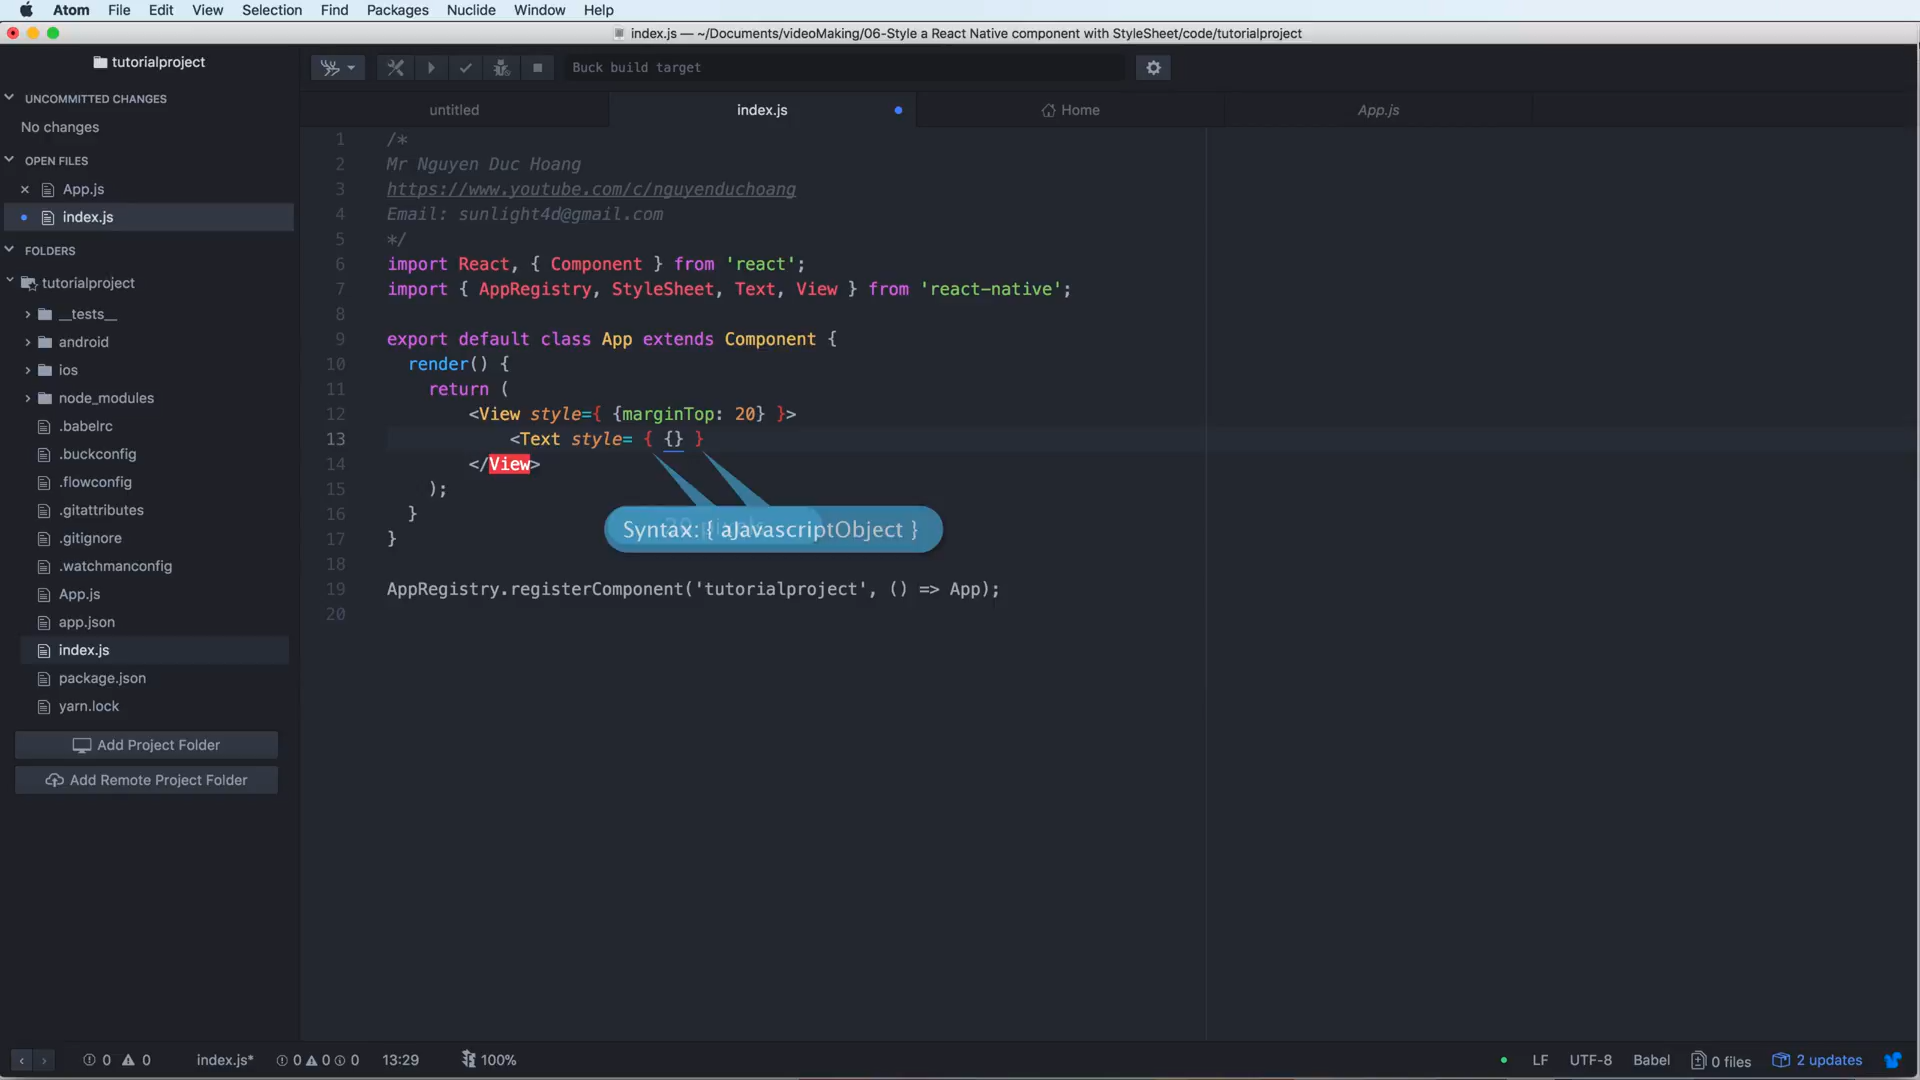 Atom File Edit View Selection Find Packages Nuclide Window Help
index.js — ~/Documents/videoMaking/06-Style a React Native component with StyleSheet/code/tutorialproject
tutorialproject
Buck build target
UNCOMMITTED CHANGES
No changes
OPEN FILES
App.js
index.js
FOLDERS
tutorialproject
__tests__
android
ios
node_modules
.babelrc
.buckconfig
.flowconfig
.gitattributes
.gitignore
.watchmanconfig
App.js
app.json
index.js
package.json
yarn.lock
Add Project Folder
Add Remote Project Folder
untitled index.js Home App.js
1 /*
2 Mr Nguyen Duc Hoang
3 https://www.youtube.com/c/nguyenduchoang
4 Email: sunlight4d@gmail.com
5 */
6 import React, { Component } from 'react';
7 import { AppRegistry, StyleSheet, Text, View } from 'react-native';
8
9 export default class App extends Component {
10 render() {
11 return (
12 <View style={ {marginTop: 20} }>
13 <Text style= { {} }
14 </View>
15 );
16 }
17 }
18
19 AppRegistry.registerComponent('tutorialproject', () => App);
20
Syntax: { aJavascriptObject }
0 0 index.js* 0 0 0 13:29 100% LF UTF-8 Babel 0 files 2 updates